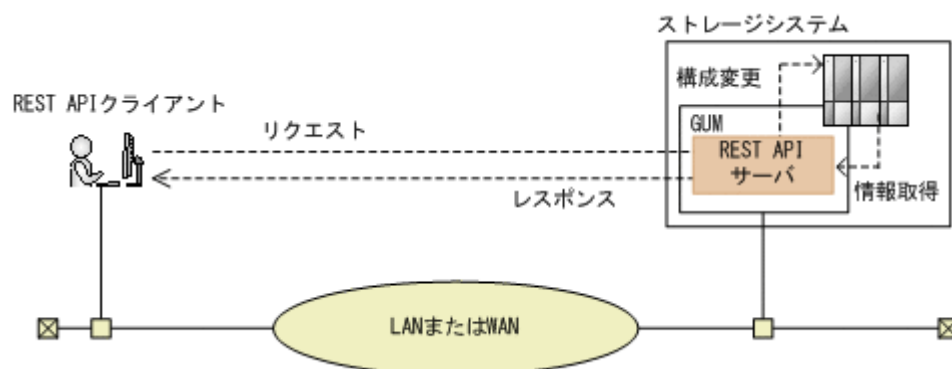 ストレージシステム
構成変更
REST APIクライアント
リクエスト
GUM
REST API
サーバ
レスポンス
情報取得
LANまたはWAN